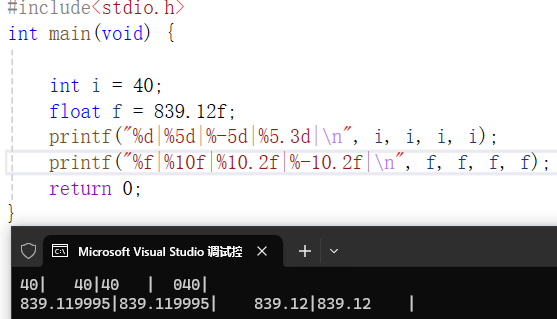 #include<stdio.h>
int main(void) {
int i = 40;
float f = 839.12f;
printf("%d|%5d|%-5d|%5.3d|\n", i, i, i, i);
printf("%f|%10f|%10.2f|%-10.2f|\n", f, f, f, f);
return 0;
}
Microsoft Visual Studio 调试控
40|   40|40   |  040|
839.119995|839.119995|    839.12|839.12    |